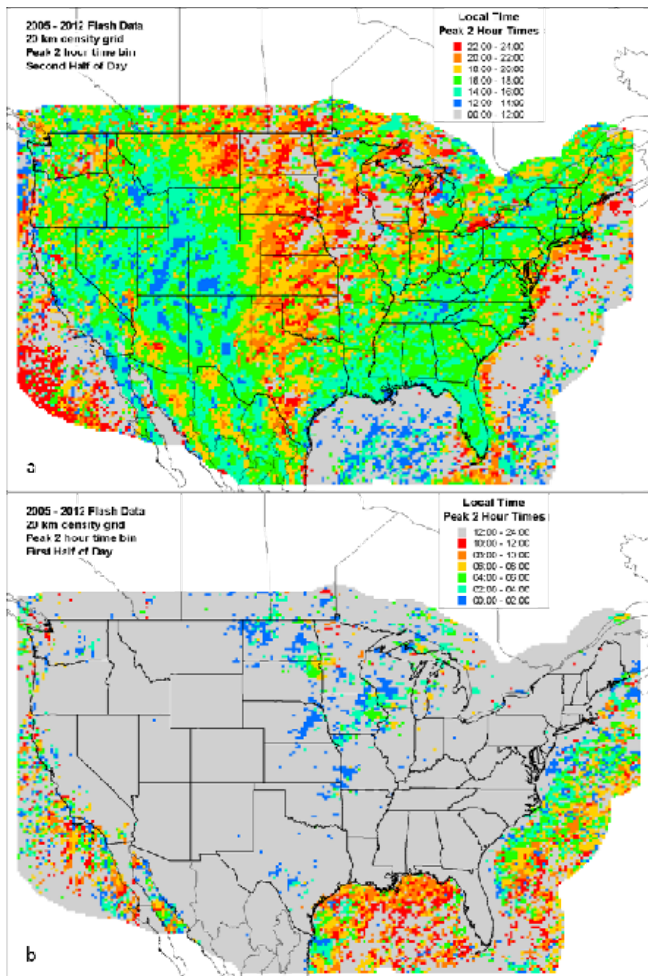 2005 - 2012 Flash Data
20 km density grid
Peak 2 hour time bin
Second Half of Day
Local Time
Peak 2 Hour Times
22:00 - 24:00
20:00 - 22:00
18:00 - 20:00
16:00 - 18:00
14:00 - 16:00
12:00 - 14:00
00:00 - 12:00
a
2005 - 2012 Flash Data
20 km density grid
Peak 2 hour time bin
First Half of Day
Local Time
Peak 2 Hour Times
12:00 - 24:00
10:00 - 12:00
08:00 - 10:00
06:00 - 08:00
04:00 - 06:00
02:00 - 04:00
00:00 - 02:00
b